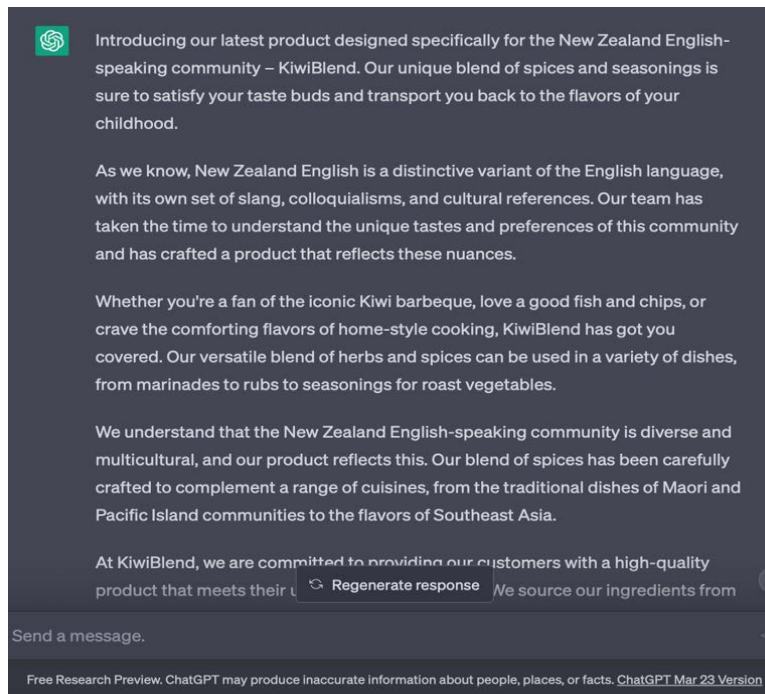 Introducing our latest product designed specifically for the New Zealand English-
speaking community – KiwiBlend. Our unique blend of spices and seasonings is
sure to satisfy your taste buds and transport you back to the flavors of your
childhood.
As we know, New Zealand English is a distinctive variant of the English language,
with its own set of slang, colloquialisms, and cultural references. Our team has
taken the time to understand the unique tastes and preferences of this community
and has crafted a product that reflects these nuances.
Whether you're a fan of the iconic Kiwi barbeque, love a good fish and chips, or
crave the comforting flavors of home-style cooking, KiwiBlend has got you
covered. Our versatile blend of herbs and spices can be used in a variety of dishes,
from marinades to rubs to seasonings for roast vegetables.
We understand that the New Zealand English-speaking community is diverse and
multicultural, and our product reflects this. Our blend of spices has been carefully
crafted to complement a range of cuisines, from the traditional dishes of Maori and
Pacific Island communities to the flavors of Southeast Asia.
At KiwiBlend, we are committed to providing our customers with a high-quality
product that meets their We source our ingredients from
Regenerate response
Send a message.
Free Research Preview. ChatGPT may produce inaccurate information about people, places, or facts. ChatGPT Mar 23 Version